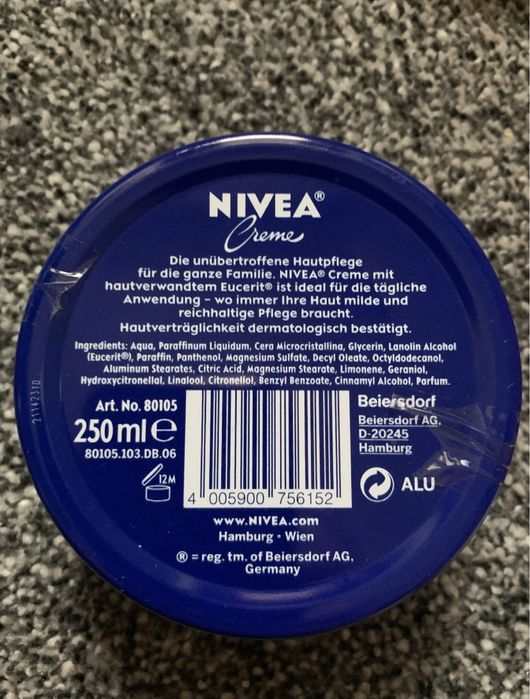 NIVEA®
Creme
Die unübertroffene Hautpflege
für die ganze Familie. NIVEA® Creme mit
hautverwandtem Eucerit® ist ideal für die tägliche
Anwendung – wo immer Ihre Haut milde und
reichhaltige Pflege braucht.
Hautverträglichkeit dermatologisch bestätigt.
Ingredients: Aqua, Paraffinum Liquidum, Cera Microcristallina, Glycerin, Lanolin Alcohol
(Eucerit®), Paraffin, Panthenol, Magnesium Sulfate, Decyl Oleate, Octyldodecanol,
Aluminum Stearates, Citric Acid, Magnesium Stearate, Limonene, Geraniol,
Hydroxycitronellal, Linalool, Citronellol, Benzyl Benzoate, Cinnamyl Alcohol, Parfum.
Art. No. 80105
250 ml e
80105.103.DB.06
12M
4 005900 756152
Beiersdorf
Beiersdorf AG,
D-20245
Hamburg
ALU
www.NIVEA.com
Hamburg • Wien
® = reg. tm. of Beiersdorf AG,
Germany